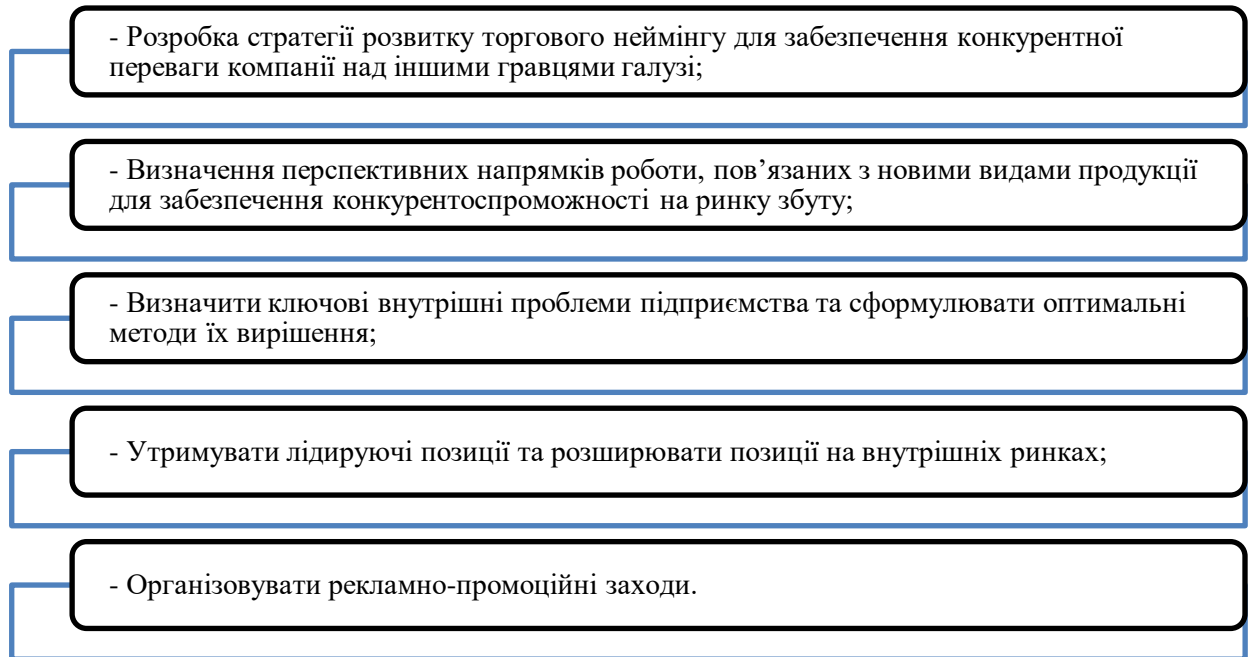 - Розробка стратегії розвитку торгового неймінгу для забезпечення конкурентної
переваги компанії над іншими гравцями галузі;
- Визначення перспективних напрямків роботи, пов’язаних з новими видами продукції
для забезпечення конкурентоспроможності на ринку збуту;
- Визначити ключові внутрішні проблеми підприємства та сформулювати оптимальні
методи їх вирішення;
- Утримувати лідируючі позиції та розширювати позиції на внутрішніх ринках;
- Організовувати рекламно-промоційні заходи.